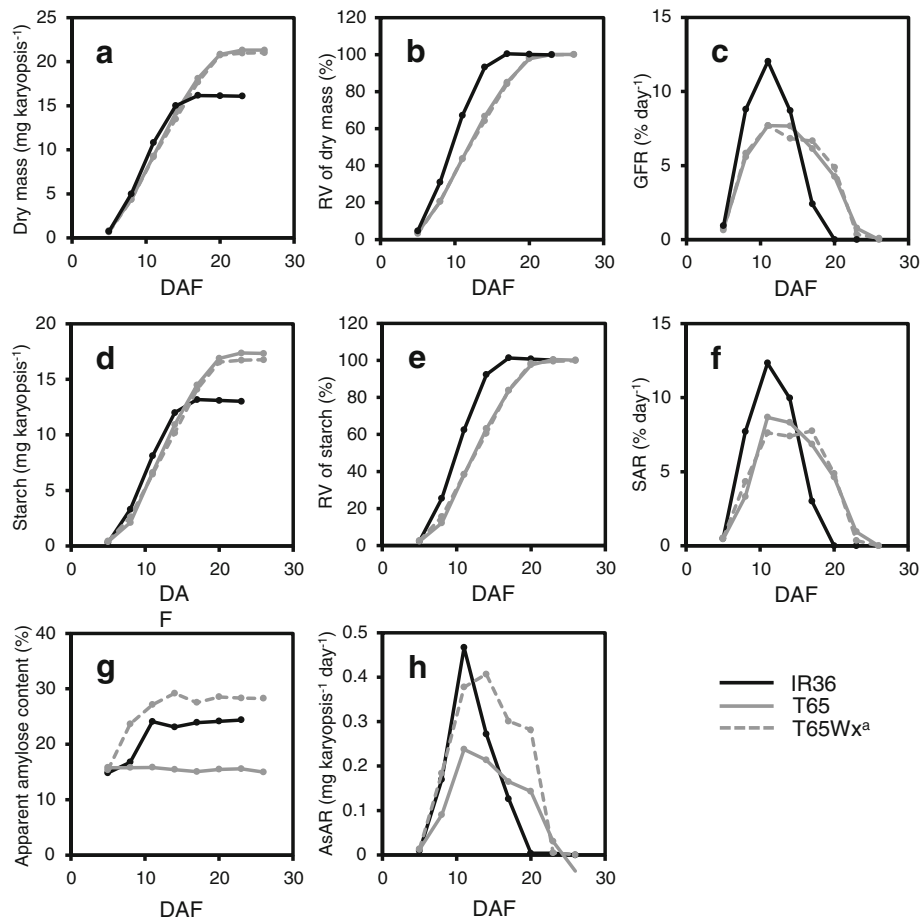 a
Dry mass (mg karyopsis⁻¹)
25
20
15
10
5
0
0 10 20 30
DAF
b
RV of dry mass (%)
120
100
80
60
40
20
0
0 10 20 30
DAF
c
GFR (% day⁻¹)
15
10
5
0
0 10 20 30
DAF
d
Starch (mg karyopsis⁻¹)
20
15
10
5
0
0 10 20 30
DA
F
e
RV of starch (%)
120
100
80
60
40
20
0
0 10 20 30
DAF
f
SAR (% day⁻¹)
15
10
5
0
0 10 20 30
DAF
g
Apparent amylose content (%)
40
30
20
10
0
0 10 20 30
DAF
h
AsAR (mg karyopsis⁻¹ day⁻¹)
0.5
0.4
0.3
0.2
0.1
0
0 10 20 30
DAF
IR36
T65
T65Wxᵃ